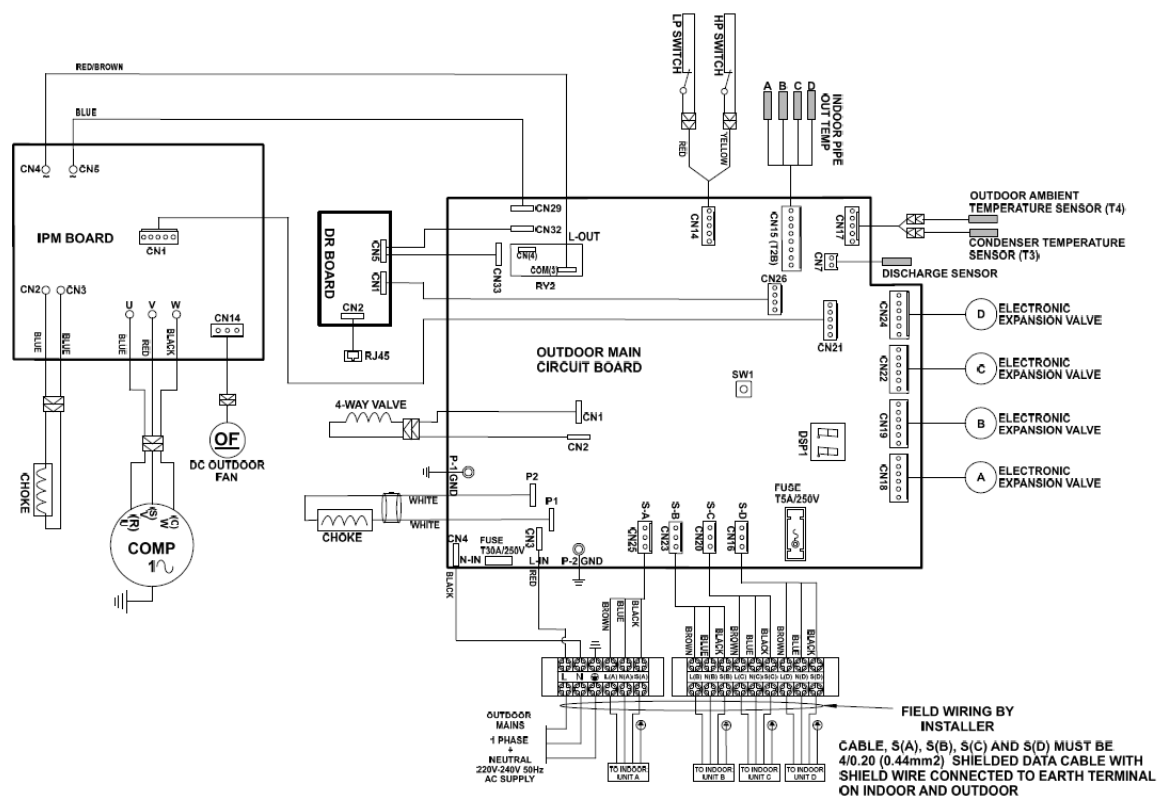 RED/BROWN
BLUE
CN4
CN5
IPM BOARD
CN1
CN2
CN3
U
V
W
CN14
BLUE
BLUE
BLUE
RED
BLACK
CHOKE
OF
DC OUTDOOR
FAN
U
(R)
V
(S)
W
(C)
COMP
1
DR BOARD
CN5
CN1
CN2
RJ45
LP SWITCH
HP SWITCH
RED
YELLOW
A
B
C
D
INDOOR PIPE
OUT TEMP
CN29
CN32
L-OUT
CN(4)
COM(3)
RY2
CN33
CN14
CN15 (T2B)
CN17
CN7
CN26
CN21
OUTDOOR AMBIENT
TEMPERATURE SENSOR (T4)
CONDENSER TEMPERATURE
SENSOR (T3)
DISCHARGE SENSOR
CN24
D
ELECTRONIC
EXPANSION VALVE
CN22
C
ELECTRONIC
EXPANSION VALVE
CN19
B
ELECTRONIC
EXPANSION VALVE
CN18
A
ELECTRONIC
EXPANSION VALVE
OUTDOOR MAIN
CIRCUIT BOARD
SW1
DSP1
4-WAY VALVE
CN1
CN2
P-1
GND
P2
P1
WHITE
WHITE
CHOKE
CN4
N-IN
FUSE
T30A/250V
CN3
L-IN
P-2
GND
S-A
CN25
S-B
CN23
S-C
CN20
S-D
CN16
FUSE
T5A/250V
BLACK
RED
BROWN
BLUE
BLACK
BROWN
BLUE
BLACK
BROWN
BLUE
BLACK
BROWN
BLUE
BLACK
L
N
L(A)
N(A)
S(A)
L(B)
N(B)
S(B)
L(C)
N(C)
S(C)
L(D)
N(D)
S(D)
OUTDOOR
MAINS
1 PHASE
+
NEUTRAL
220V-240V 50Hz
AC SUPPLY
TO INDOOR
UNIT A
TO INDOOR
UNIT B
TO INDOOR
UNIT C
TO INDOOR
UNIT D
FIELD WIRING BY
INSTALLER
CABLE, S(A), S(B), S(C) AND S(D) MUST BE
4/0.20 (0.44mm2) SHIELDED DATA CABLE WITH
SHIELD WIRE CONNECTED TO EARTH TERMINAL
ON INDOOR AND OUTDOOR